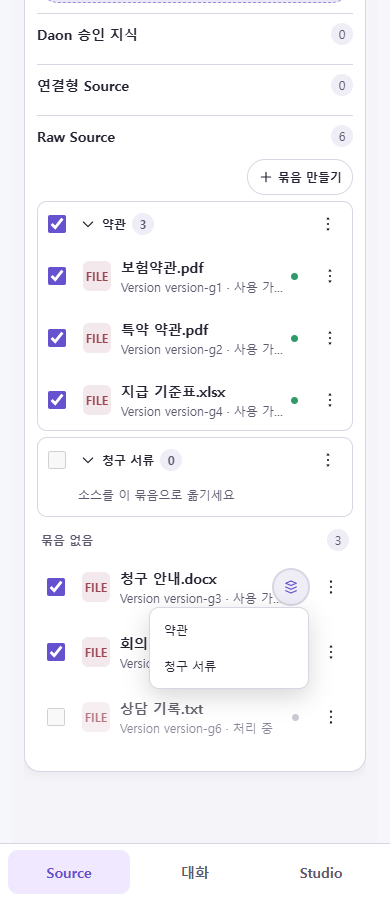 Daon 승인 지식 0
연결형 Source 0
Raw Source 6
+ 묶음 만들기
약관 3
FILE 보험약관.pdf
Version version-g1 · 사용 가...
FILE 특약 약관.pdf
Version version-g2 · 사용 가...
FILE 지급 기준표.xlsx
Version version-g4 · 사용 가...
청구 서류 0
소스를 이 묶음으로 옮기세요
묶음 없음 3
FILE 청구 안내.docx
Version version-g3 · 사용 가...
약관
FILE 회의
청구 서류
FILE 상담 기록.txt
Version version-g6 · 처리 중
Source 대화 Studio